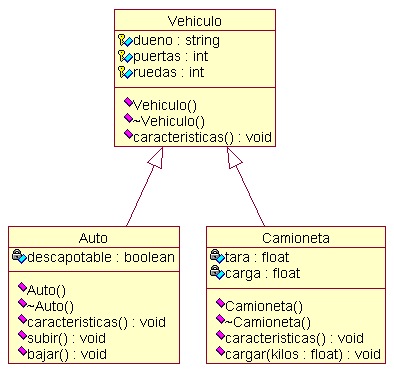 Vehiculo
dueno : string
puertas : int
ruedas : int
Vehiculo()
~Vehiculo()
caracteristicas() : void
Auto
descapotable : boolean
Auto()
~Auto()
caracteristicas() : void
subir() : void
bajar() : void
Camioneta
tara : float
carga : float
Camioneta()
~Camioneta()
caracteristicas() : void
cargar(kilos : float) : void